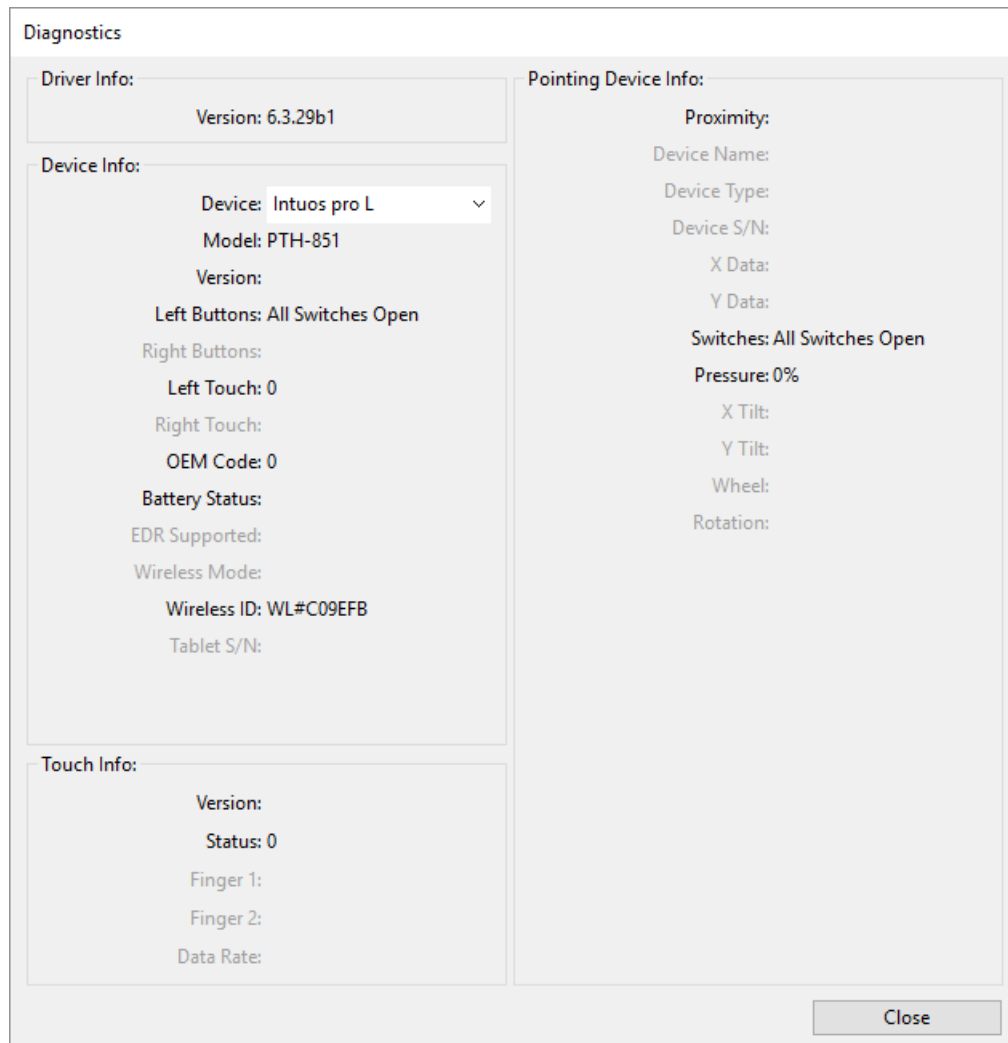 Diagnostics
Driver Info:
Version: 6.3.29b1
Device Info:
Device: Intuos pro L
Model: PTH-851
Version:
Left Buttons: All Switches Open
Right Buttons:
Left Touch: 0
Right Touch:
OEM Code: 0
Battery Status:
EDR Supported:
Wireless Mode:
Wireless ID: WL#C09EFB
Tablet S/N:
Touch Info:
Version:
Status: 0
Finger 1:
Finger 2:
Data Rate:
Pointing Device Info:
Proximity:
Device Name:
Device Type:
Device S/N:
X Data:
Y Data:
Switches: All Switches Open
Pressure: 0%
X Tilt:
Y Tilt:
Wheel:
Rotation:
Close